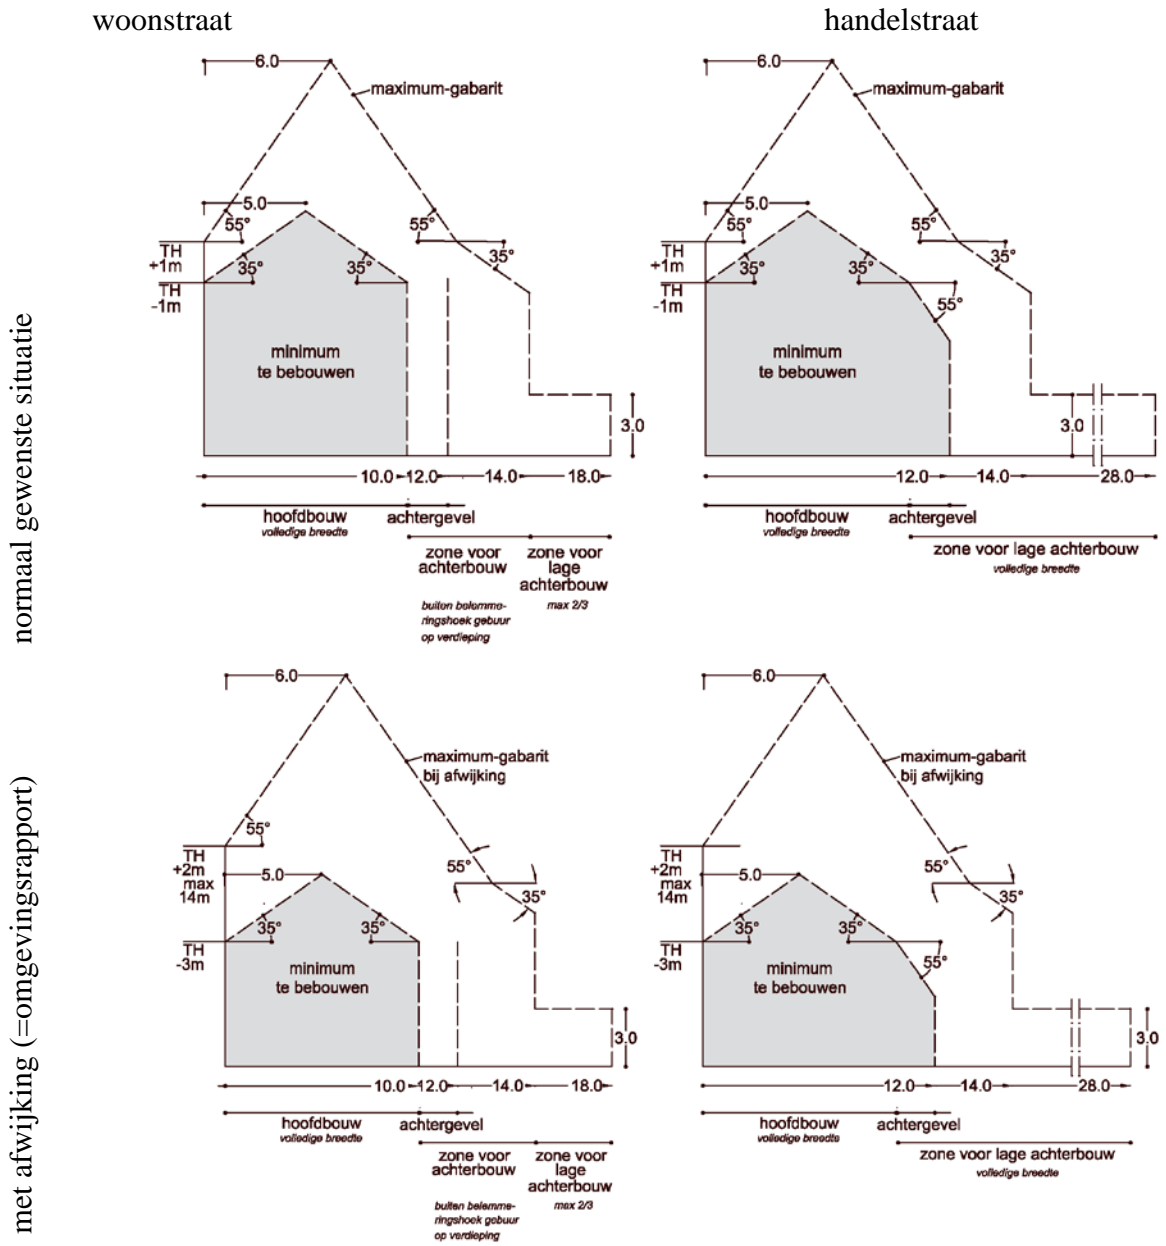 woonstraat
handelstraat
normaal gewenste situatie
6.0
maximum-gabarit
5.0
55°
55°
TH
+1m
35°
35°
35°
TH
-1m
minimum
te bebouwen
3.0
10.0
12.0
14.0
18.0
hoofdbouw
volledige breedte
achtergevel
zone voor
achterbouw
buiten belemme-
ringshoek gebuur
op verdieping
zone voor
lage
achterbouw
max 2/3
6.0
maximum-gabarit
5.0
55°
55°
TH
+1m
35°
35°
35°
TH
-1m
55°
minimum
te bebouwen
3.0
12.0
14.0
28.0
hoofdbouw
volledige breedte
achtergevel
zone voor lage achterbouw
volledige breedte
met afwijking (=omgevingsrapport)
6.0
maximum-gabarit
bij afwijking
55°
TH
+2m
max
14m
5.0
55°
35°
35°
35°
TH
-3m
minimum
te bebouwen
3.0
10.0
12.0
14.0
18.0
hoofdbouw
volledige breedte
achtergevel
zone voor
achterbouw
buiten belemme-
ringshoek gebuur
op verdieping
zone voor
lage
achterbouw
max 2/3
6.0
maximum-gabarit
bij afwijking
TH
+2m
max
14m
5.0
55°
35°
35°
35°
TH
-3m
55°
minimum
te bebouwen
3.0
12.0
14.0
28.0
hoofdbouw
volledige breedte
achtergevel
zone voor lage achterbouw
volledige breedte